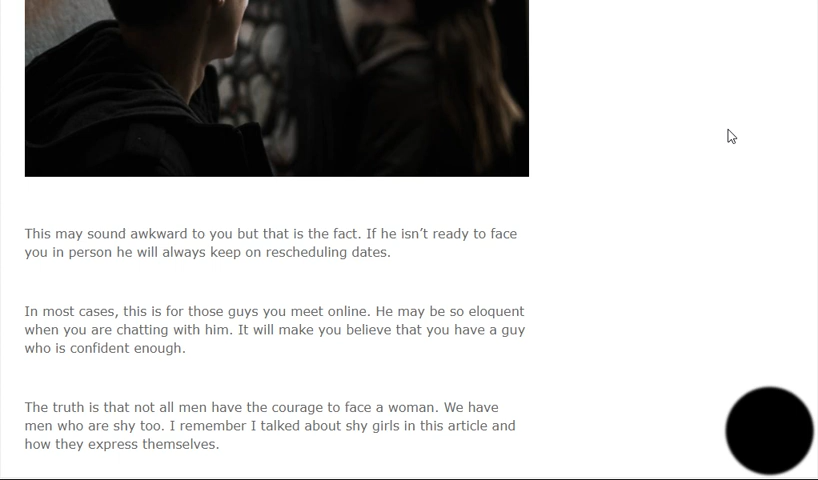 This may sound awkward to you but that is the fact. If he isn’t ready to face
you in person he will always keep on rescheduling dates.
In most cases, this is for those guys you meet online. He may be so eloquent
when you are chatting with him. It will make you believe that you have a guy
who is confident enough.
The truth is that not all men have the courage to face a woman. We have
men who are shy too. I remember I talked about shy girls in this article and
how they express themselves.